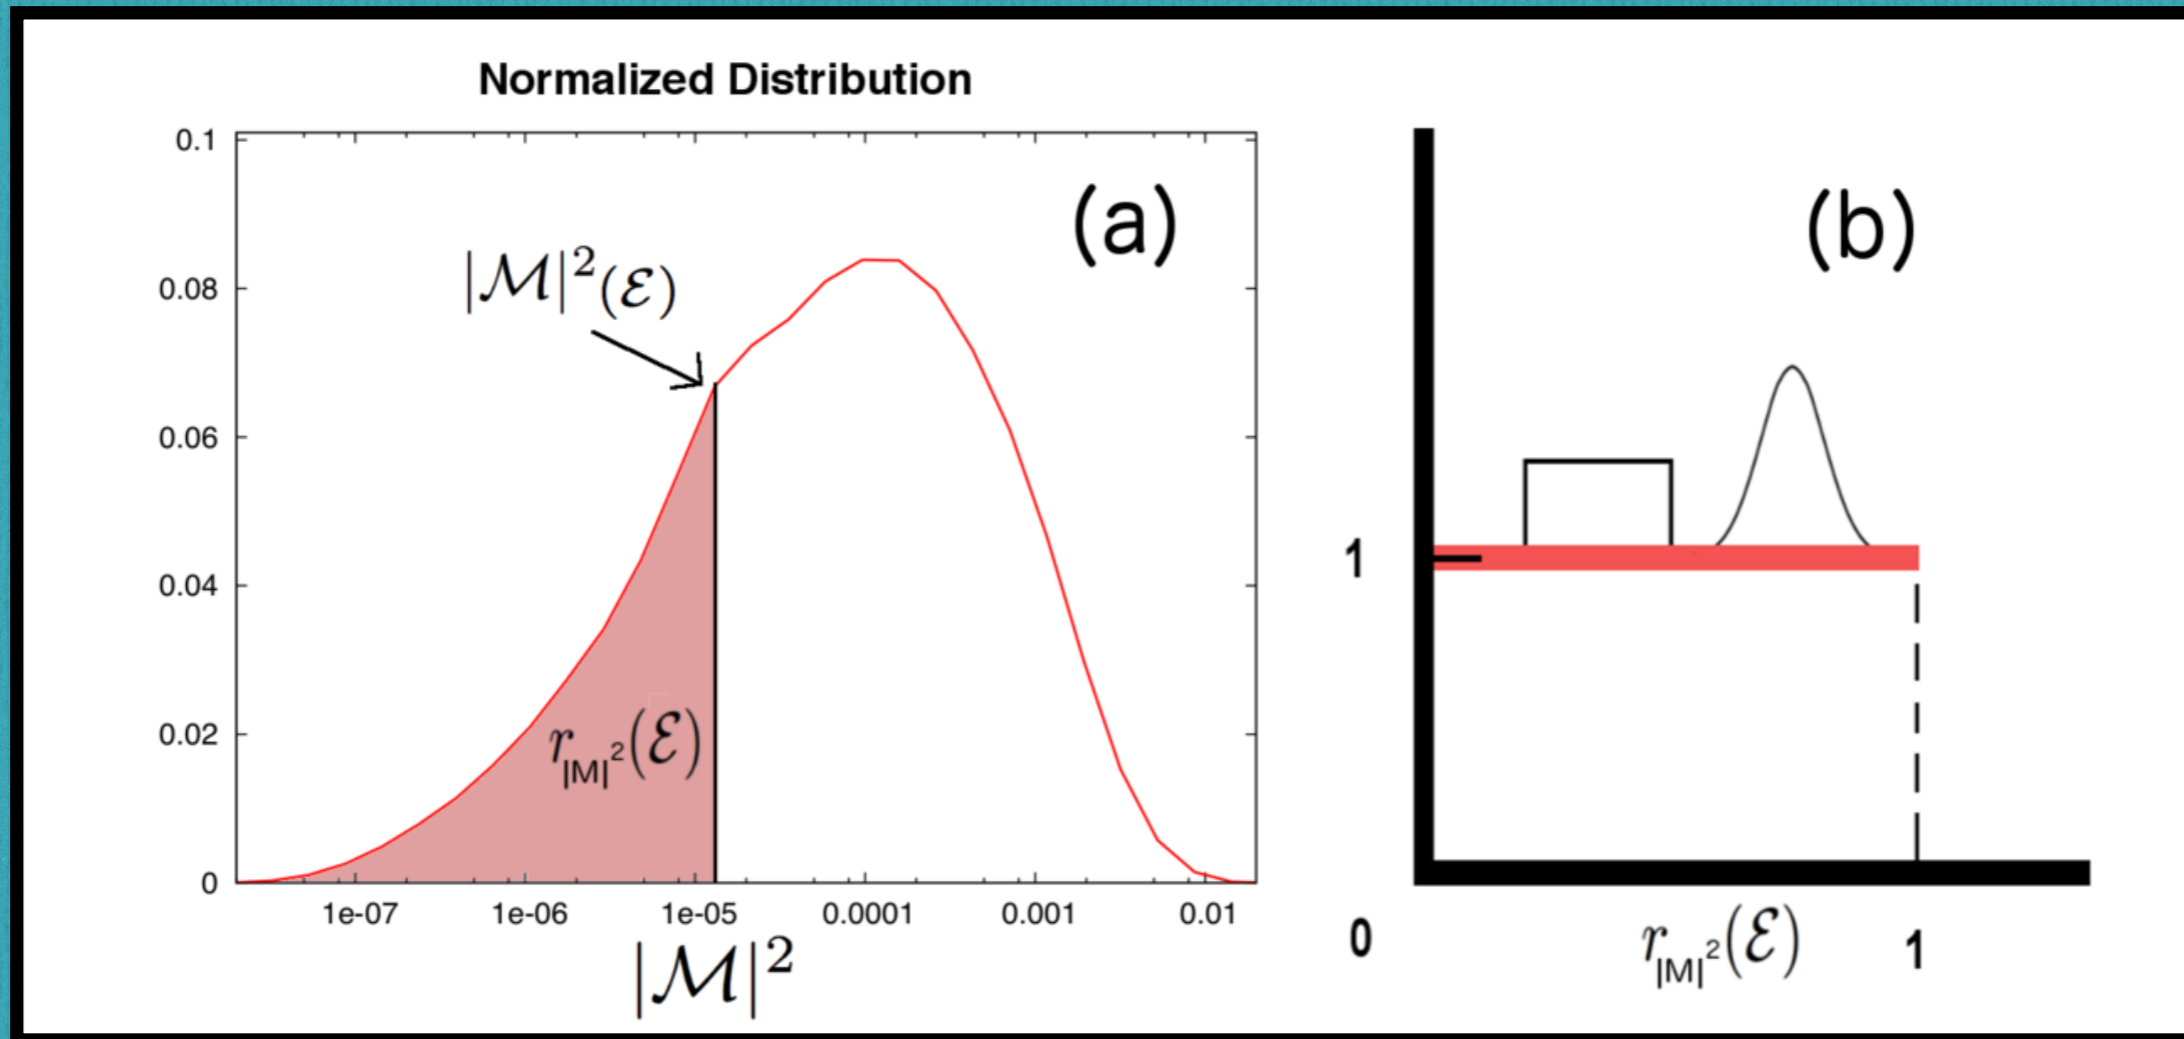 Normalized Distribution
(a)
0.1
0.08
0.06
0.04
0.02
0
|ℳ|²(ℰ)
r|M|²(ℰ)
1e-07 1e-06 1e-05 0.0001 0.001 0.01
|ℳ|²
(b)
1
0 r|M|²(ℰ) 1